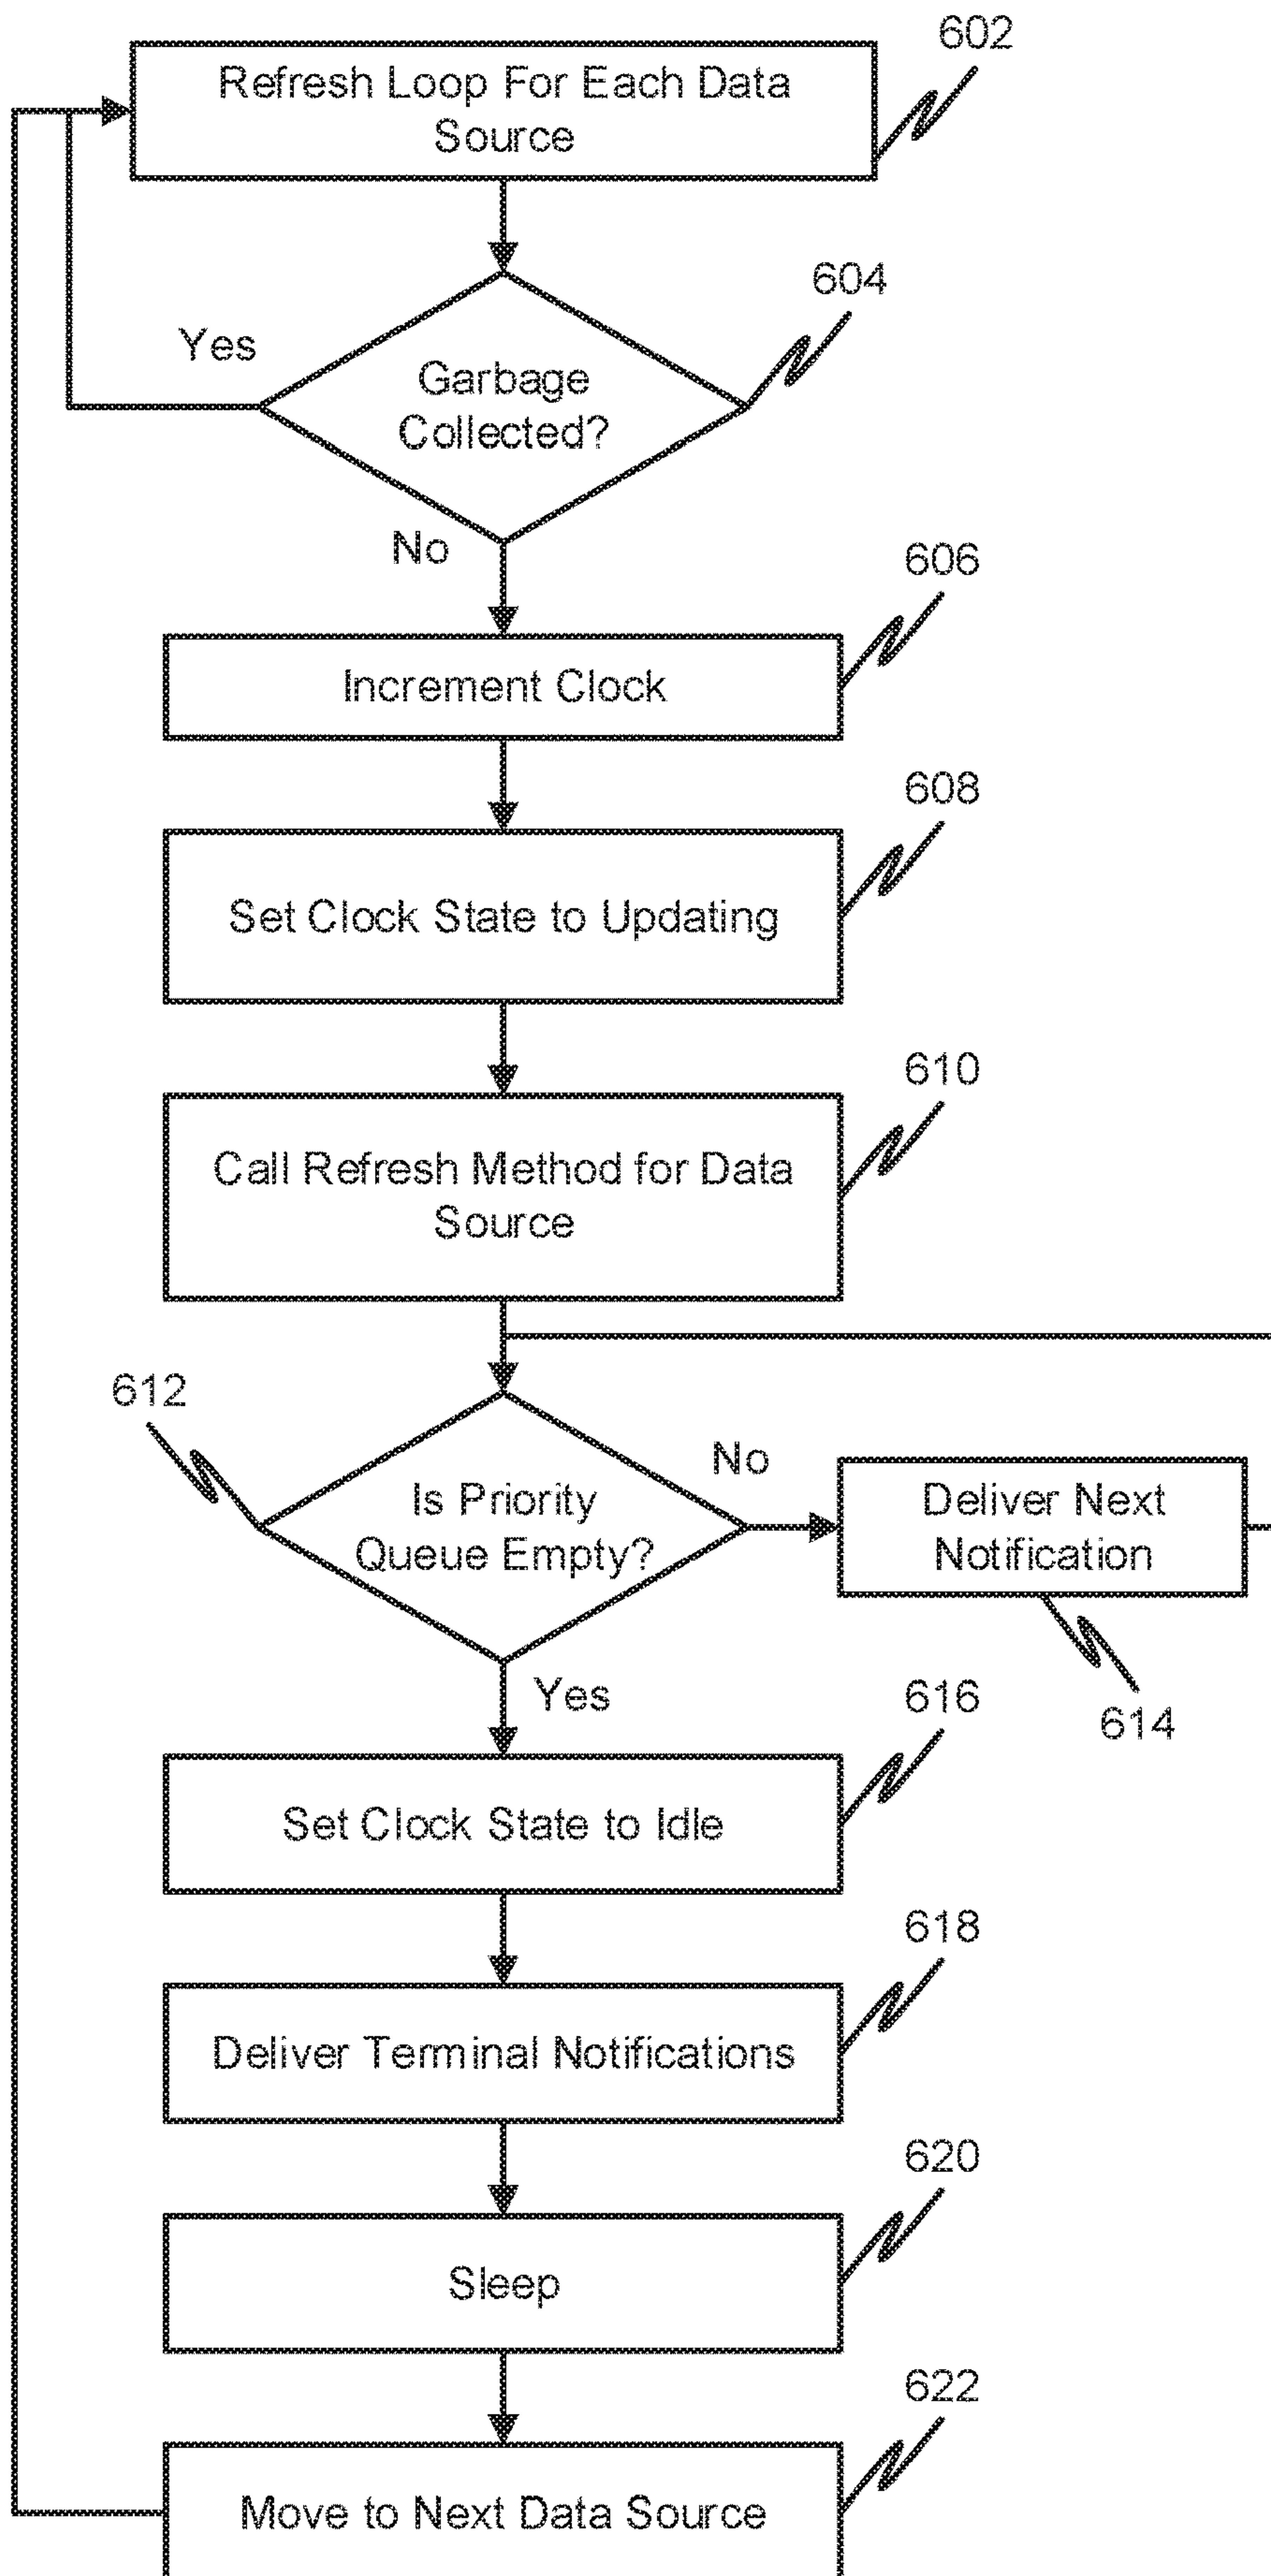 602
Refresh Loop For Each Data
Source
604
Yes
Garbage
Collected?
No
606
Increment Clock
608
Set Clock State to Updating
610
Call Refresh Method for Data
Source
612
No
Is Priority
Queue Empty?
Deliver Next
Notification
614
Yes
616
Set Clock State to Idle
618
Deliver Terminal Notifications
620
Sleep
622
Move to Next Data Source